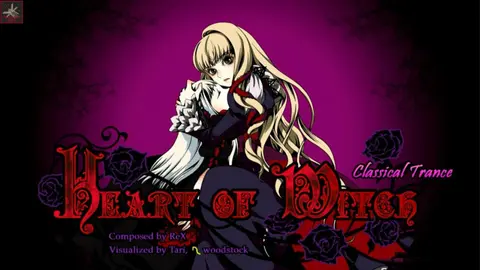 Classical Trance
Heart of Witch
Composed by ReX
Visualized by Tari, woodstock